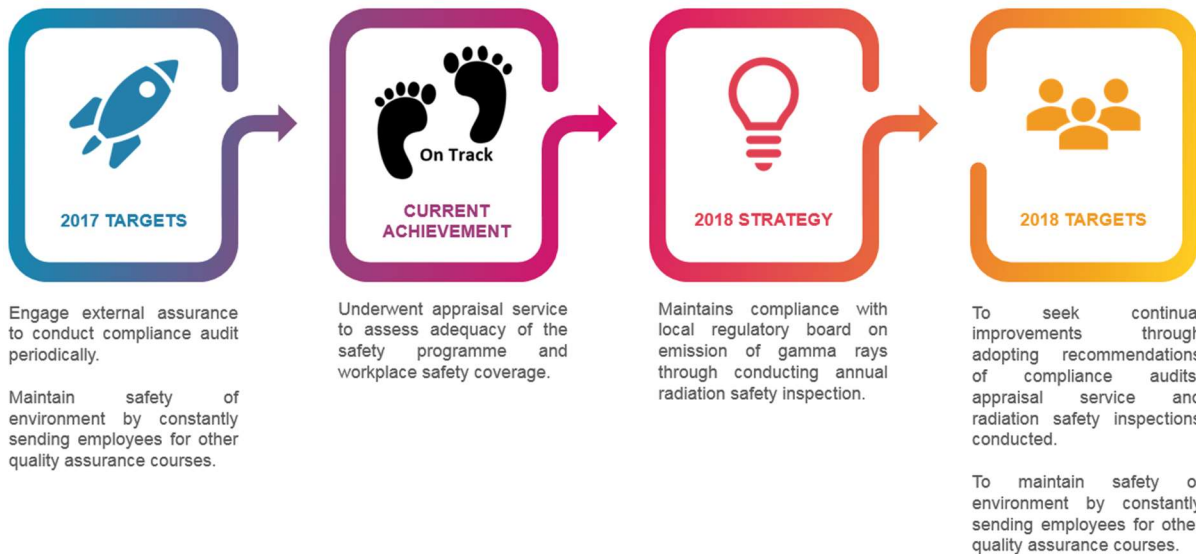 On Track
2017 TARGETS
CURRENT
ACHIEVEMENT
2018 STRATEGY
2018 TARGETS
Engage external assurance
to conduct compliance audit
periodically.
Maintain safety of
environment by constantly
sending employees for other
quality assurance courses.
Underwent appraisal service
to assess adequacy of the
safety programme and
workplace safety coverage.
Maintains compliance with
local regulatory board on
emission of gamma rays
through conducting annual
radiation safety inspection.
To seek continua
improvements through
adopting recommendations
of compliance audits
appraisal service and
radiation safety inspections
conducted.
To maintain safety o
environment by constantly
sending employees for other
quality assurance courses.